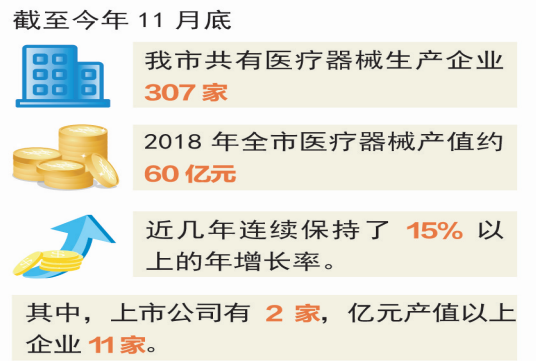 截至今年 11 月底
我市共有医疗器械生产企业
307 家
2018 年全市医疗器械产值约
60 亿元
近几年连续保持了 15% 以
上的年增长率。
其中，上市公司有 2 家，亿元产值以上
企业 11 家。